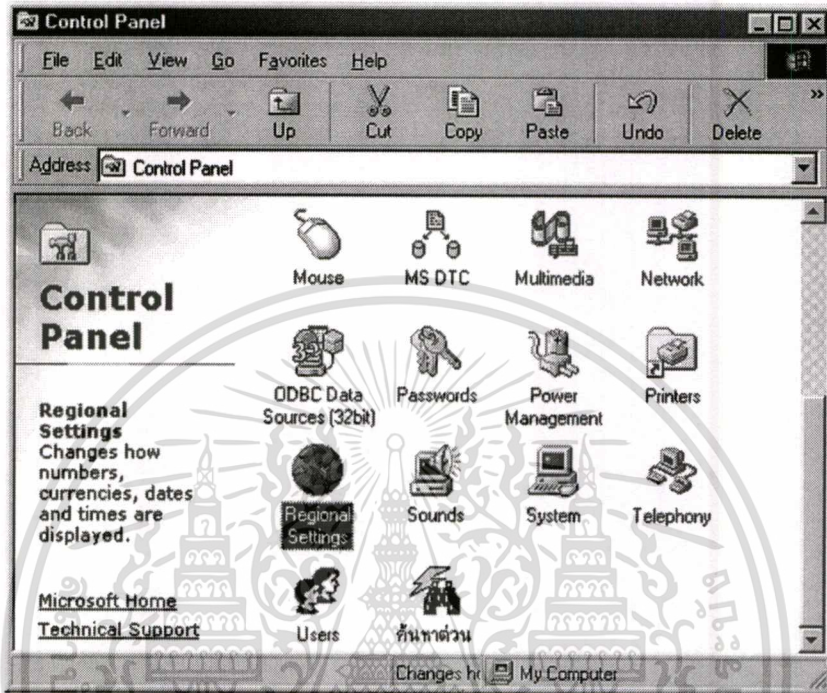 Control Panel
File Edit View Go Favorites Help
Back Forward Up Cut Copy Paste Undo Delete »
Address Control Panel
Control
Panel
Regional
Settings
Changes how
numbers,
currencies, dates
and times are
displayed.
Microsoft Home
Technical Support
Mouse MS DTC Multimedia Network
ODBC Data
Sources (32bit)
Passwords
Power
Management
Printers
Regional
Settings
Sounds System Telephony
Users ค้นหาด่วน
My Computer